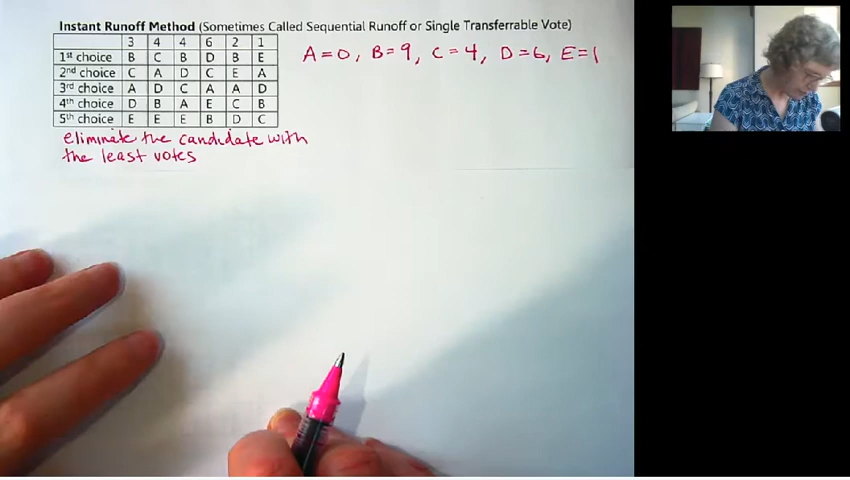 Instant Runoff Method (Sometimes Called Sequential Runoff or Single Transferrable Vote)
3 4 4 6 2 1
1st choice B C B D B E
2nd choice C A D C E A
3rd choice A D C A A D
4th choice D B A E C B
5th choice E E E B D C
A=0, B=9, C=4, D=6, E=1
eliminate the candidate with
the least votes